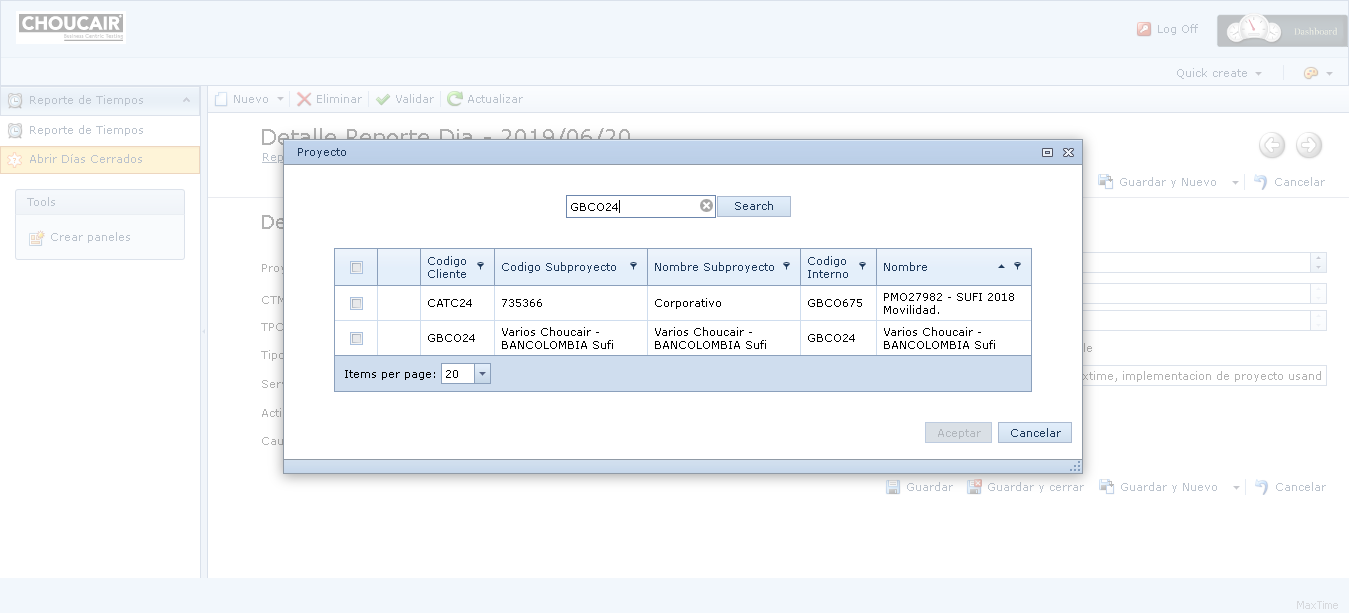 CHOUCAIR
Business Centric Testing
Log Off
Dashboard
Quick create
Reporte de Tiempos
Reporte de Tiempos
Abrir Días Cerrados
Tools
Crear paneles
Nuevo
Eliminar
Validar
Actualizar
Detalle Reporte Dia - 2019/06/20
Rep
Guardar y Nuevo
Cancelar
De
Proy
CTM
TPC
Tipo
Serv
Acti
Cau
le
xtime, implementacion de proyecto usand
Proyecto
GBCO24
Search
Codigo Cliente
Codigo Subproyecto
Nombre Subproyecto
Codigo Interno
Nombre
CATC24
735366
Corporativo
GBCO675
PMO27982 - SUFI 2018
Movilidad.
GBCO24
Varios Choucair -
BANCOLOMBIA Sufi
Varios Choucair -
BANCOLOMBIA Sufi
GBCO24
Varios Choucair -
BANCOLOMBIA Sufi
Items per page: 20
Aceptar
Cancelar
Guardar
Guardar y cerrar
Guardar y Nuevo
Cancelar
MaxTime